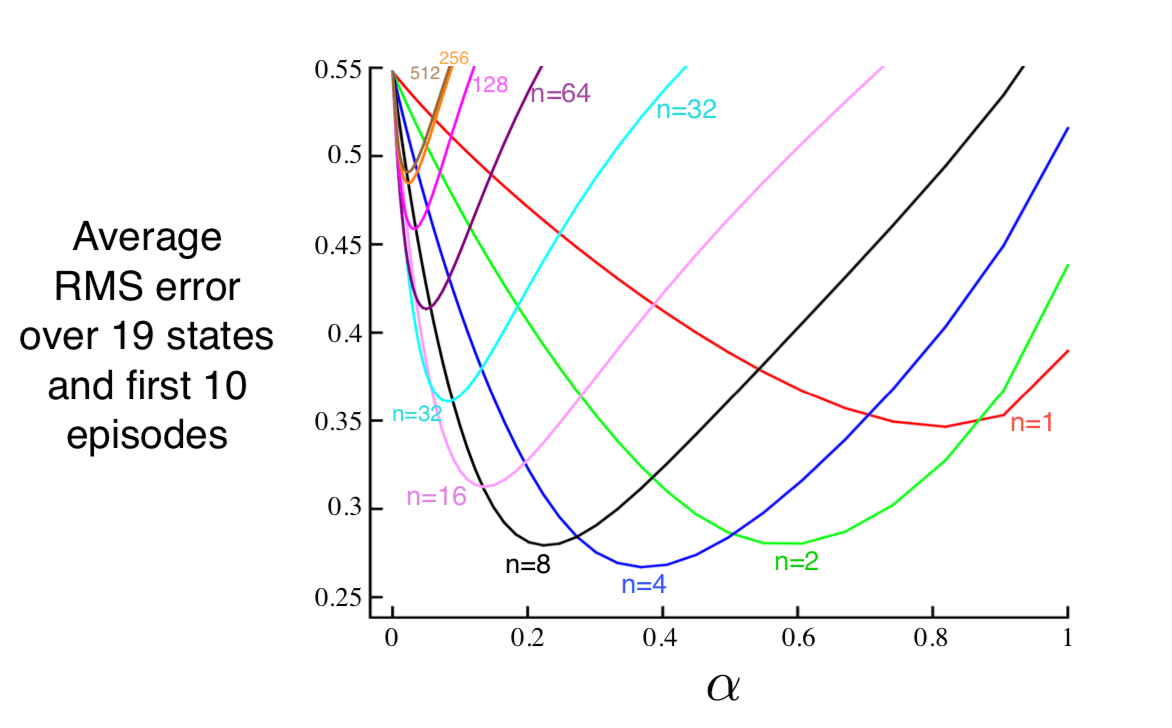 Average
RMS error
over 19 states
and first 10
episodes
0.55
0.5
0.45
0.4
0.35
0.3
0.25
512
256
128
n=64
n=32
n=32
n=16
n=8
n=4
n=2
n=1
0
0.2
0.4
0.6
0.8
1
α